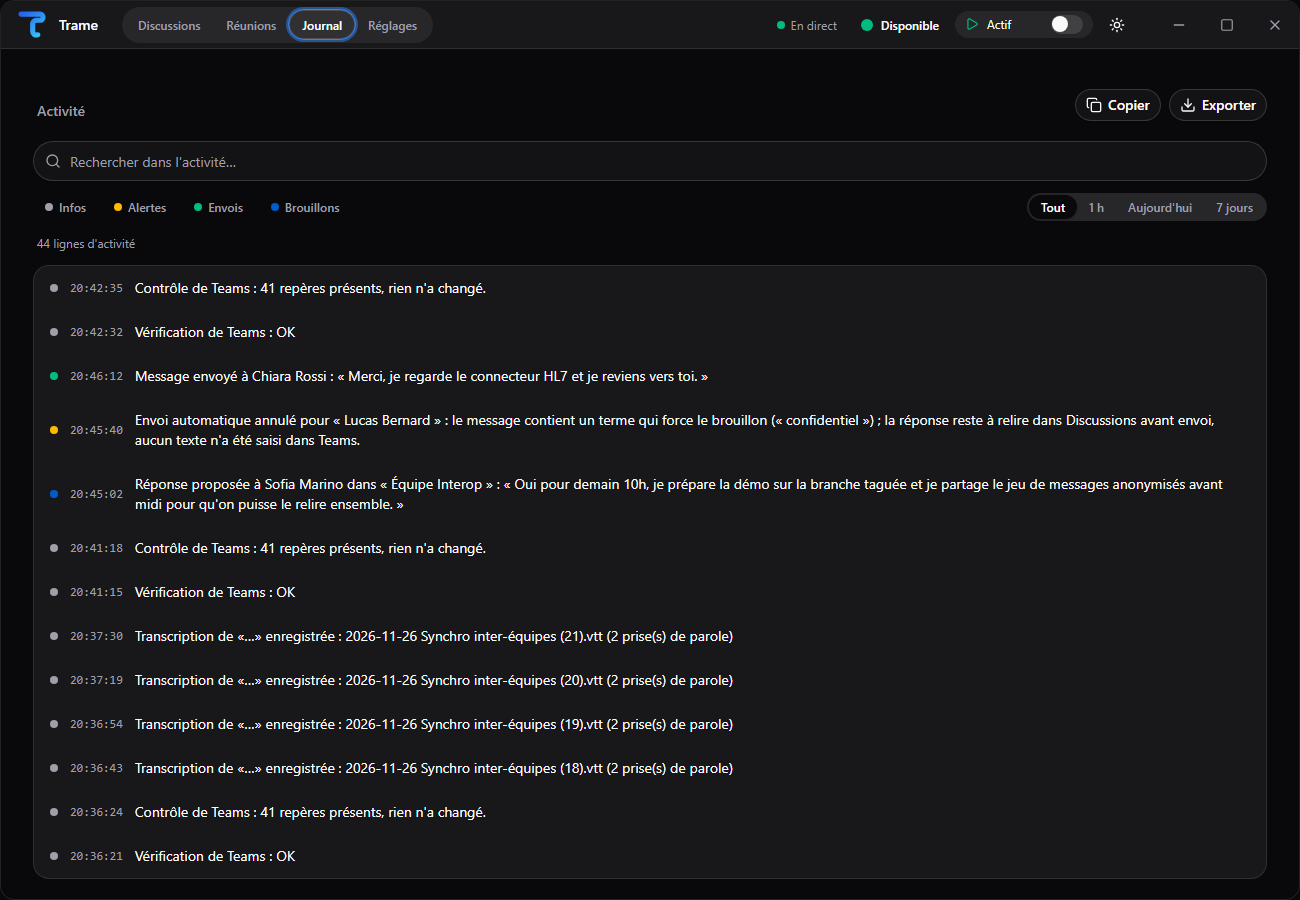 Trame
Discussions
Réunions
Journal
Réglages
En direct
Disponible
Actif
Activité
Copier
Exporter
Rechercher dans l'activité...
Infos
Alertes
Envois
Brouillons
Tout
1 h
Aujourd'hui
7 jours
44 lignes d'activité
20:42:35 Contrôle de Teams : 41 repères présents, rien n'a changé.
20:42:32 Vérification de Teams : OK
20:46:12 Message envoyé à Chiara Rossi : « Merci, je regarde le connecteur HL7 et je reviens vers toi. »
20:45:40 Envoi automatique annulé pour « Lucas Bernard » : le message contient un terme qui force le brouillon (« confidentiel ») ; la réponse reste à relire dans Discussions avant envoi,
aucun texte n'a été saisi dans Teams.
20:45:02 Réponse proposée à Sofia Marino dans « Équipe Interop » : « Oui pour demain 10h, je prépare la démo sur la branche taguée et je partage le jeu de messages anonymisés avant
midi pour qu'on puisse le relire ensemble. »
20:41:18 Contrôle de Teams : 41 repères présents, rien n'a changé.
20:41:15 Vérification de Teams : OK
20:37:30 Transcription de «...» enregistrée : 2026-11-26 Synchro inter-équipes (21).vtt (2 prise(s) de parole)
20:37:19 Transcription de «...» enregistrée : 2026-11-26 Synchro inter-équipes (20).vtt (2 prise(s) de parole)
20:36:54 Transcription de «...» enregistrée : 2026-11-26 Synchro inter-équipes (19).vtt (2 prise(s) de parole)
20:36:43 Transcription de «...» enregistrée : 2026-11-26 Synchro inter-équipes (18).vtt (2 prise(s) de parole)
20:36:24 Contrôle de Teams : 41 repères présents, rien n'a changé.
20:36:21 Vérification de Teams : OK